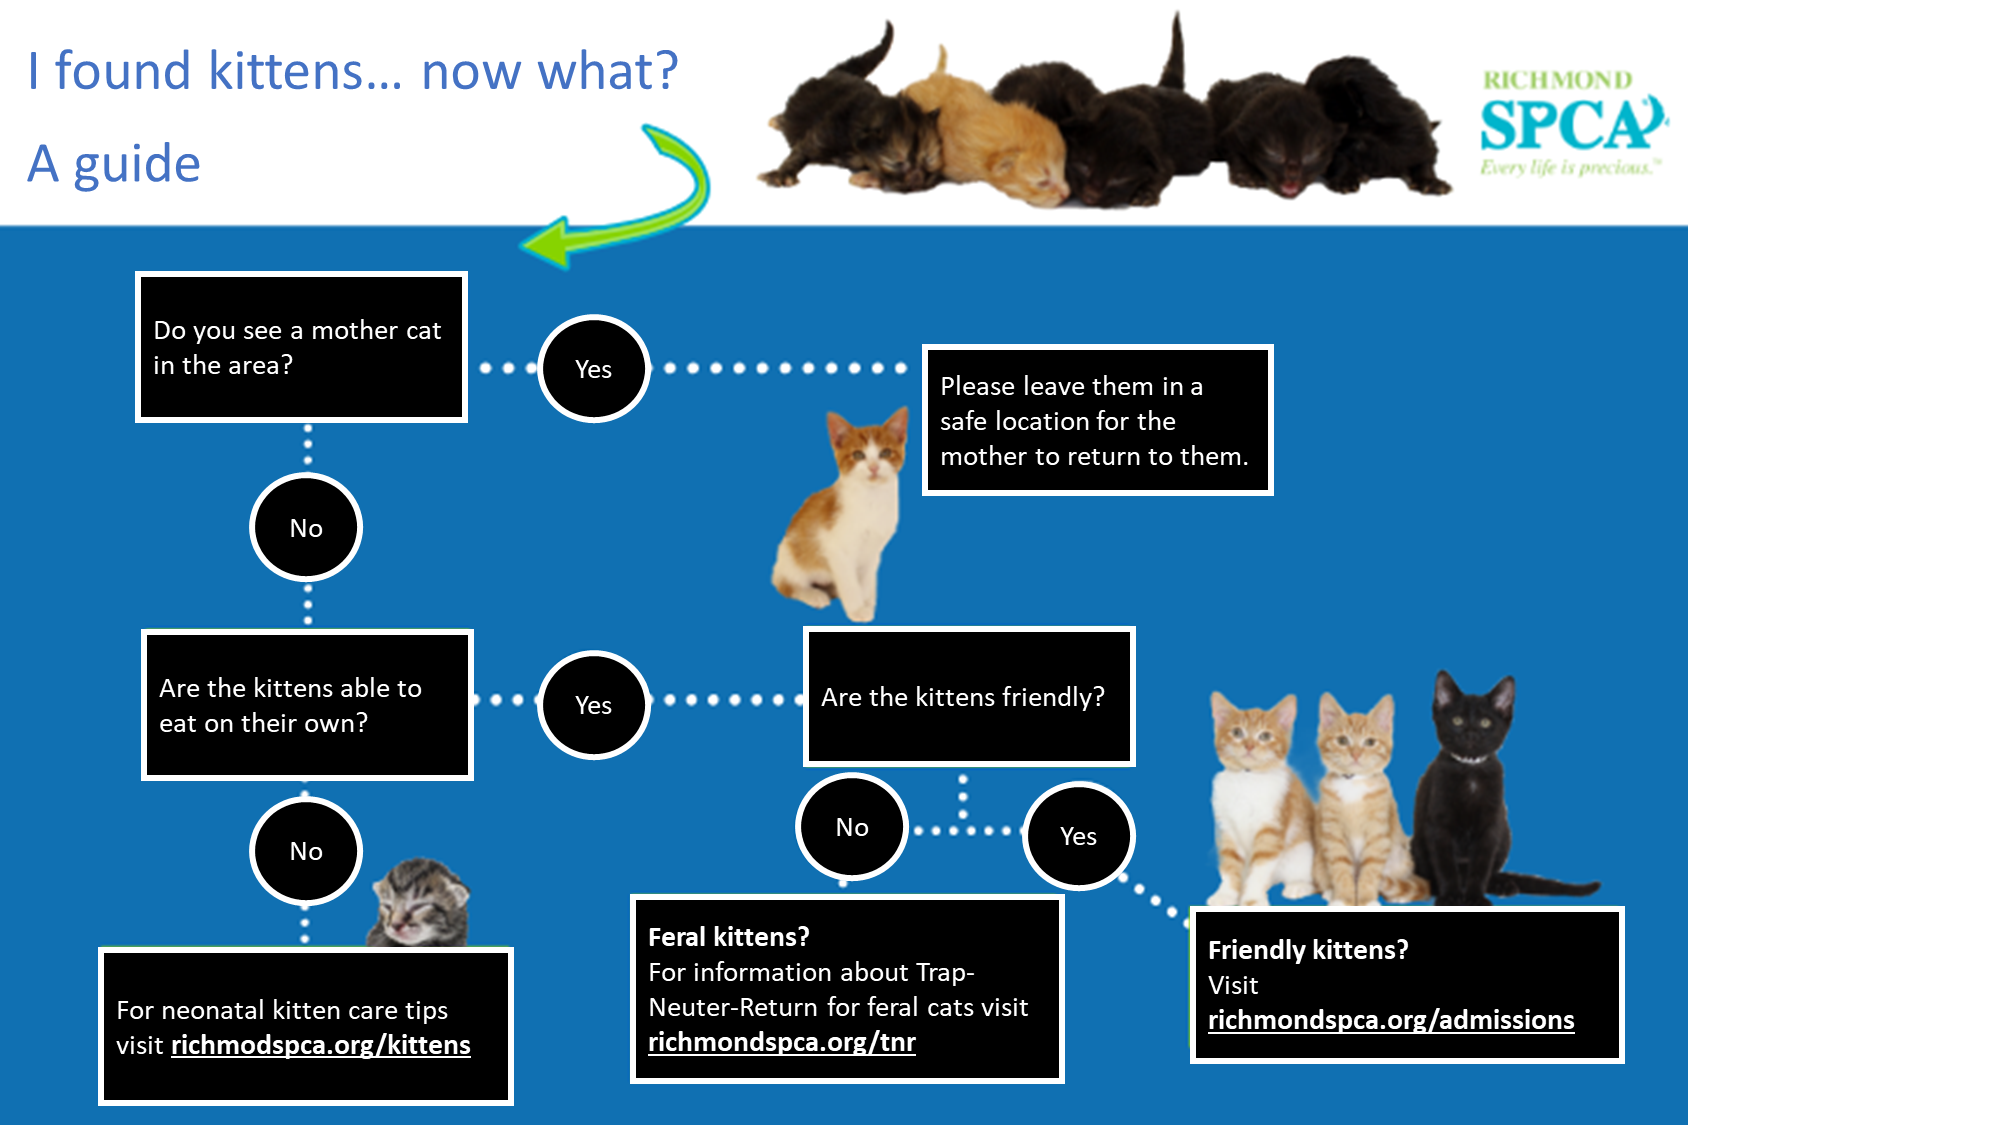 I found kittens... now what?
A guide
RICHMOND
SPCA
Every life is precious.™
Do you see a mother cat
in the area?
Yes
Please leave them in a
safe location for the
mother to return to them.
No
Are the kittens able to
eat on their own?
Yes
Are the kittens friendly?
No
No
Yes
Feral kittens?
For information about Trap-
Neuter-Return for feral cats visit
richmondspca.org/tnr
Friendly kittens?
Visit
richmondspca.org/admissions
For neonatal kitten care tips
visit richmodspca.org/kittens